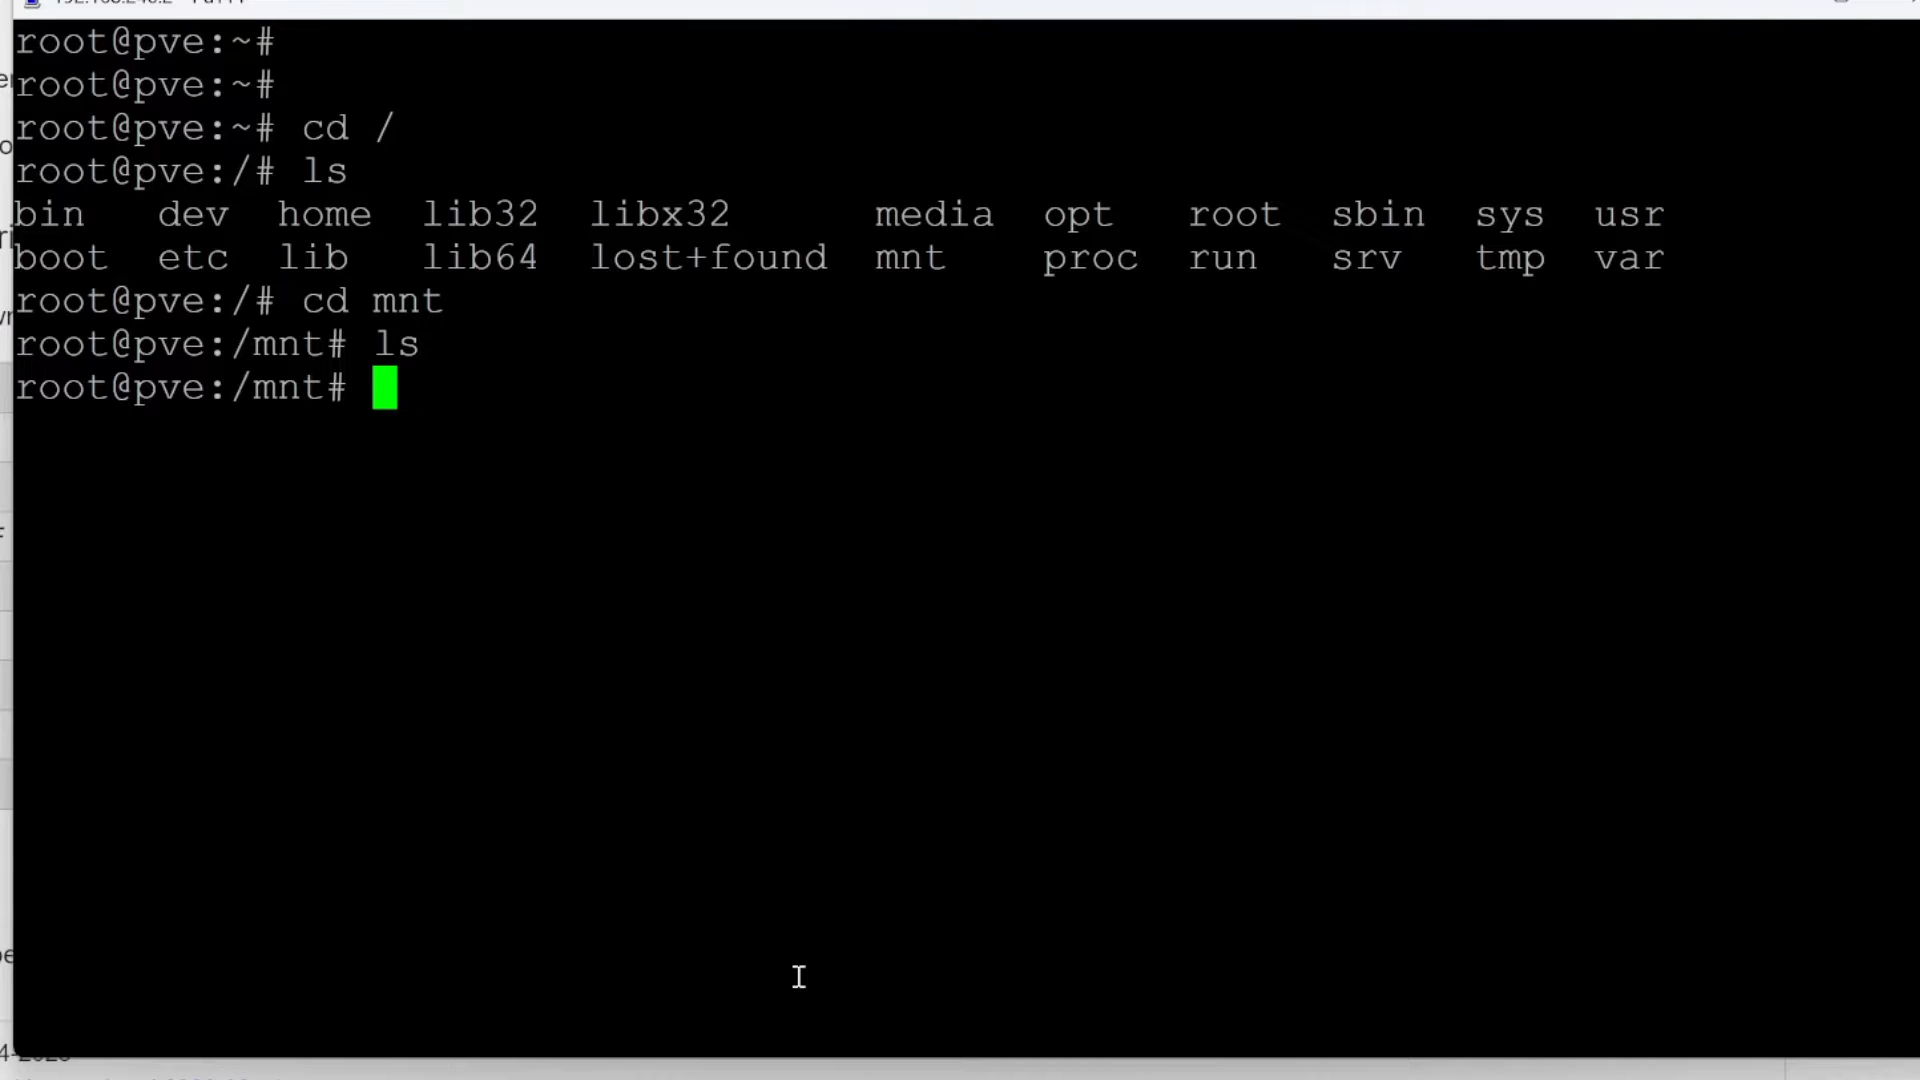 root@pve:~#
root@pve:~#
root@pve:~# cd /
root@pve:/# ls
bin dev home lib32 libx32 media opt root sbin sys usr
boot etc lib lib64 lost+found mnt proc run srv tmp var
root@pve:/# cd mnt
root@pve:/mnt# ls
root@pve:/mnt#